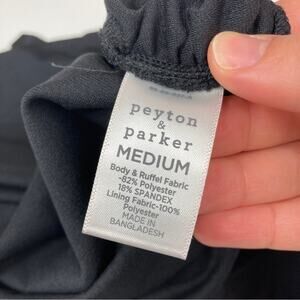 peyton
&
parker
MEDIUM
Body & Ruffel Fabric
-82% Polyester
18% SPANDEX
Lining Fabric-100%
Polyester
MADE IN
BANGLADESH